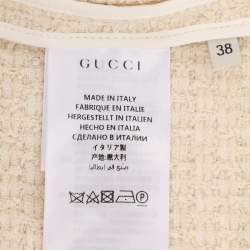 GUCCI
38
MADE IN ITALY
FABRIQUÉ EN ITALIE
HERGESTELLT IN ITALIEN
HECHO EN ITALIA
СДЕЛАНО В ИТАЛИИ
イタリア製
产地:意大利
صنع في إيطاليا